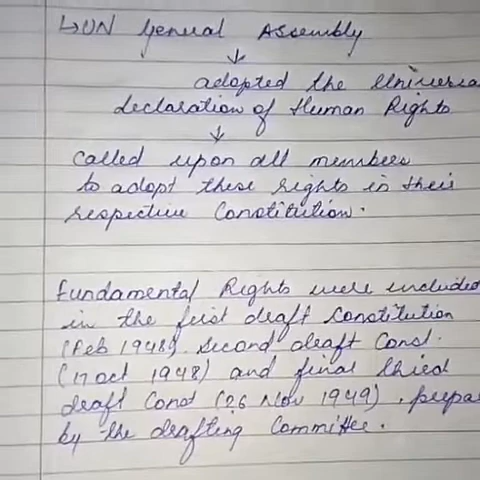 ↳ UN General Assembly
↓
adopted the Universa
declaration of Human Rights
↓
called upon all members
to adopt these rights in their
respective Constitution.
Fundamental Rights were included
in the first draft Constitution
(Feb 1948), Second draft Const.
(17 oct 1948) and final third
draft Const (26 Nov 1949), prepa
by the drafting Committee.